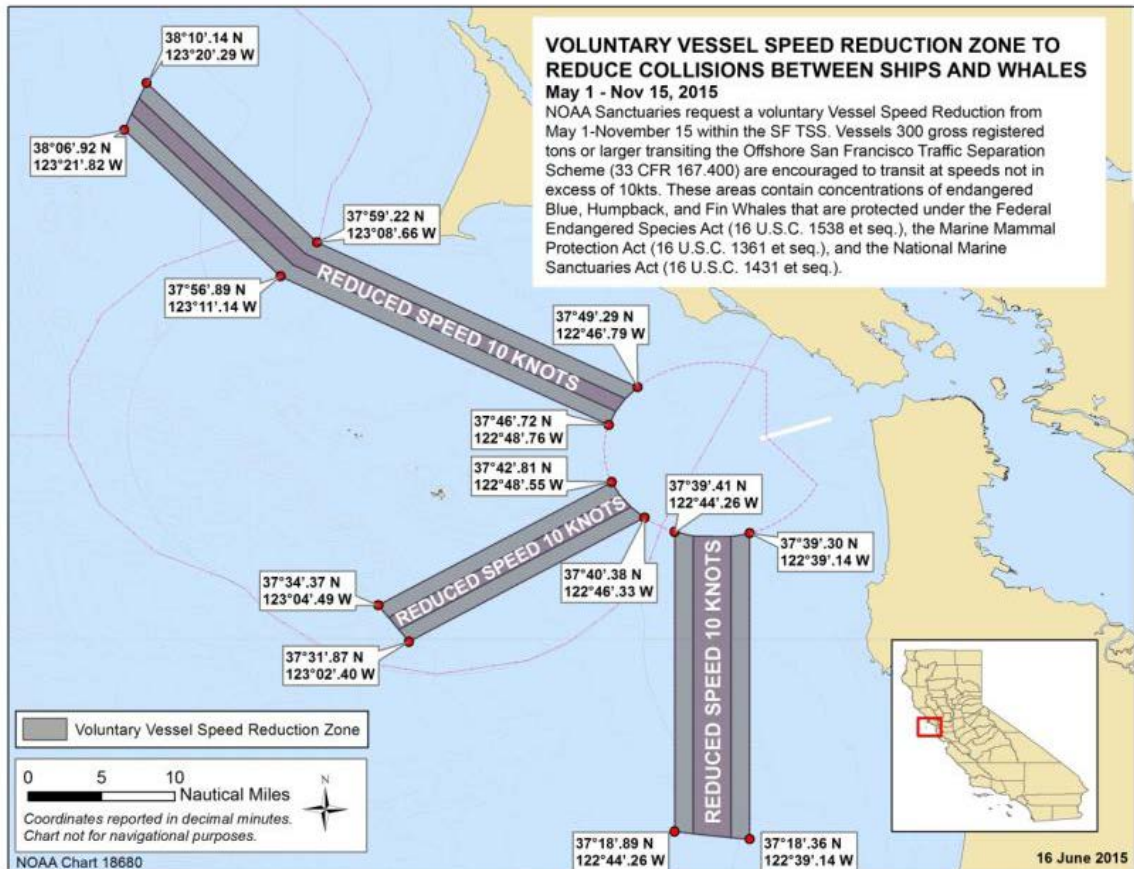 38°10'.14 N
123°20'.29 W
VOLUNTARY VESSEL SPEED REDUCTION ZONE TO
REDUCE COLLISIONS BETWEEN SHIPS AND WHALES
May 1 - Nov 15, 2015
NOAA Sanctuaries request a voluntary Vessel Speed Reduction from
May 1-November 15 within the SF TSS. Vessels 300 gross registered
tons or larger transiting the Offshore San Francisco Traffic Separation
Scheme (33 CFR 167.400) are encouraged to transit at speeds not in
excess of 10kts. These areas contain concentrations of endangered
Blue, Humpback, and Fin Whales that are protected under the Federal
Endangered Species Act (16 U.S.C. 1538 et seq.), the Marine Mammal
Protection Act (16 U.S.C. 1361 et seq.), and the National Marine
Sanctuaries Act (16 U.S.C. 1431 et seq.).
38°06'.92 N
123°21'.82 W
37°59'.22 N
123°08'.66 W
37°56'.89 N
123°11'.14 W
REDUCED SPEED 10 KNOTS
37°49'.29 N
122°46'.79 W
37°46'.72 N
122°48'.76 W
37°42'.81 N
122°48'.55 W
37°39'.41 N
122°44'.26 W
REDUCED SPEED 10 KNOTS
37°39'.30 N
122°39'.14 W
37°40'.38 N
122°46'.33 W
37°34'.37 N
123°04'.49 W
37°31'.87 N
123°02'.40 W
REDUCED SPEED 10 KNOTS
Voluntary Vessel Speed Reduction Zone
0 5 10
Nautical Miles
N
Coordinates reported in decimal minutes.
Chart not for navigational purposes.
37°18'.89 N
122°44'.26 W
37°18'.36 N
122°39'.14 W
NOAA Chart 18680
16 June 2015